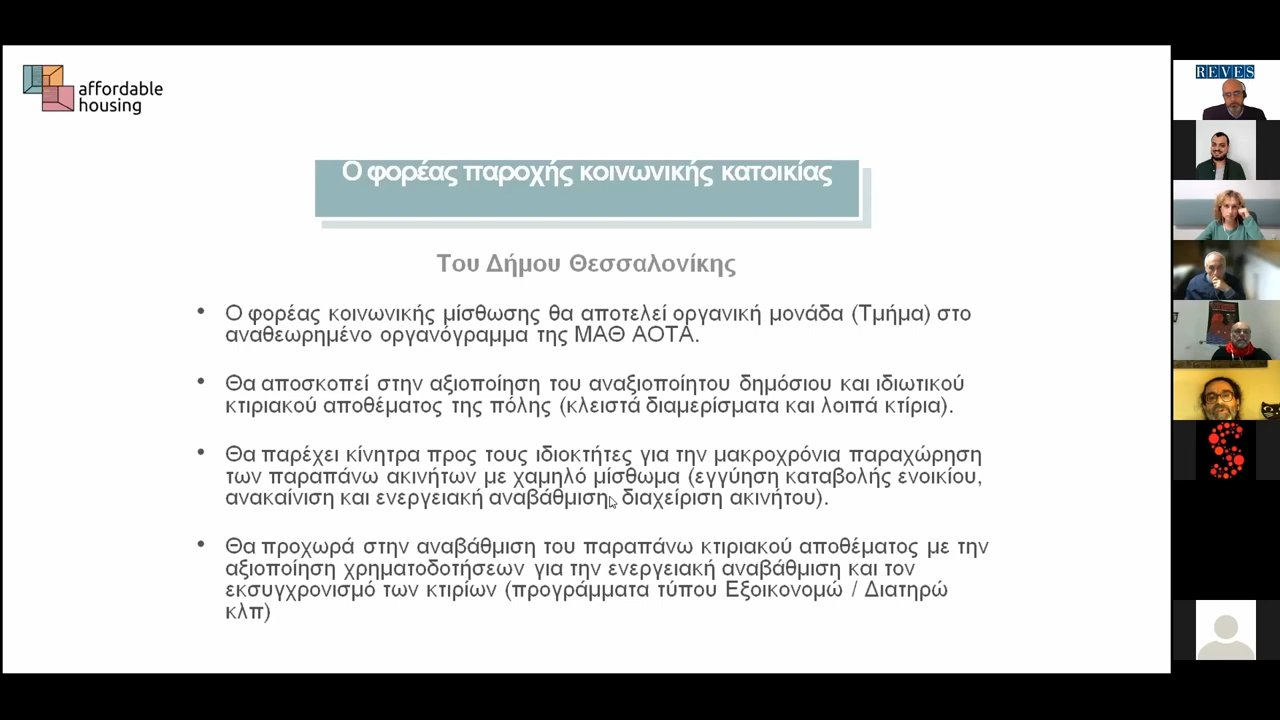 affordable
housing
Ο φορέας παροχής κοινωνικής κατοικίας
Του Δήμου Θεσσαλονίκης
• Ο φορέας κοινωνικής μίσθωσης θα αποτελεί οργανική μονάδα (Τμήμα) στο
αναθεωρημένο οργανόγραμμα της ΜΑΘ ΑΟΤΑ.
• Θα αποσκοπεί στην αξιοποίηση του αναξιοποίητου δημόσιου και ιδιωτικού
κτιριακού αποθέματος της πόλης (κλειστά διαμερίσματα και λοιπά κτίρια).
• Θα παρέχει κίνητρα προς τους ιδιοκτήτες για την μακροχρόνια παραχώρηση
των παραπάνω ακινήτων με χαμηλό μίσθωμα (εγγύηση καταβολής ενοικίου,
ανακαίνιση και ενεργειακή αναβάθμιση, διαχείριση ακινήτου).
• Θα προχωρά στην αναβάθμιση του παραπάνω κτιριακού αποθέματος με την
αξιοποίηση χρηματοδοτήσεων για την ενεργειακή αναβάθμιση και τον
εκσυγχρονισμό των κτιρίων (προγράμματα τύπου Εξοικονομώ / Διατηρώ
κλπ)
REVES